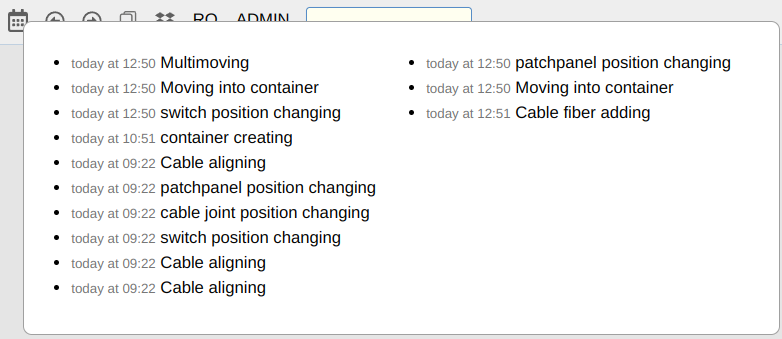 RO ADMIN
today at 12:50 Multimoving
today at 12:50 Moving into container
today at 12:50 switch position changing
today at 10:51 container creating
today at 09:22 Cable aligning
today at 09:22 patchpanel position changing
today at 09:22 cable joint position changing
today at 09:22 switch position changing
today at 09:22 Cable aligning
today at 09:22 Cable aligning
today at 12:50 patchpanel position changing
today at 12:50 Moving into container
today at 12:51 Cable fiber adding